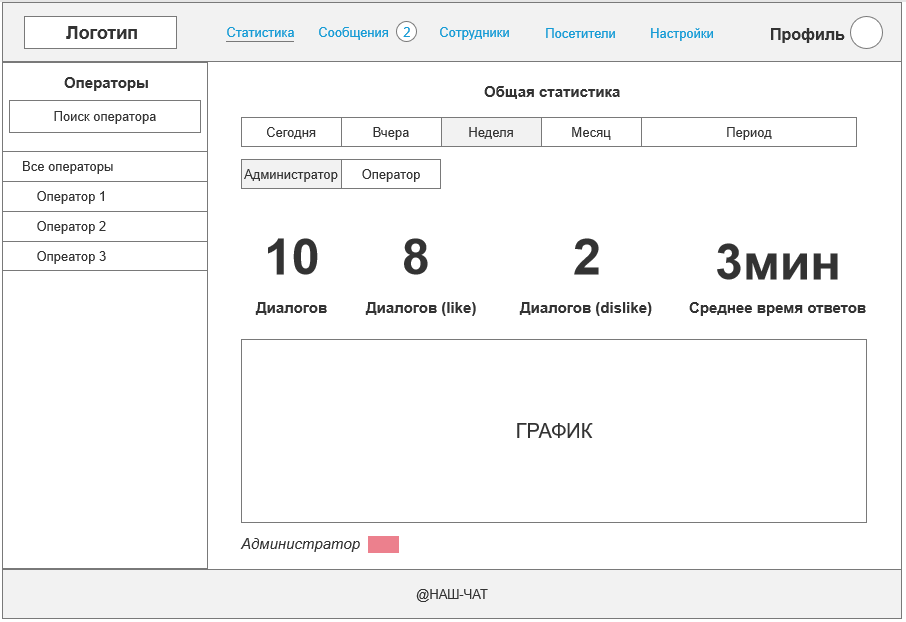 Логотип
Статистика Сообщения 2 Сотрудники Посетители Настройки Профиль
Операторы
Поиск оператора
Все операторы
Оператор 1
Оператор 2
Опреатор 3
Общая статистика
Сегодня Вчера Неделя Месяц Период
Администратор Оператор
10 8 2 3мин
Диалогов Диалогов (like) Диалогов (dislike) Среднее время ответов
ГРАФИК
Администратор
@НАШ-ЧАТ